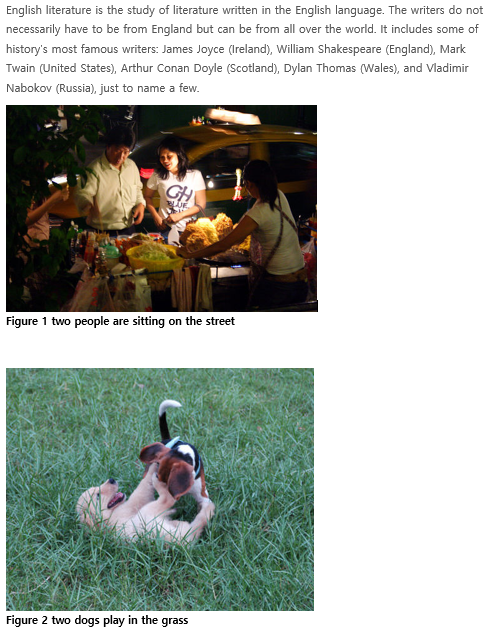 English literature is the study of literature written in the English language. The writers do not
necessarily have to be from England but can be from all over the world. It includes some of
history's most famous writers: James Joyce (Ireland), William Shakespeare (England), Mark
Twain (United States), Arthur Conan Doyle (Scotland), Dylan Thomas (Wales), and Vladimir
Nabokov (Russia), just to name a few.
GH
BLUE
Figure 1 two people are sitting on the street
Figure 2 two dogs play in the grass